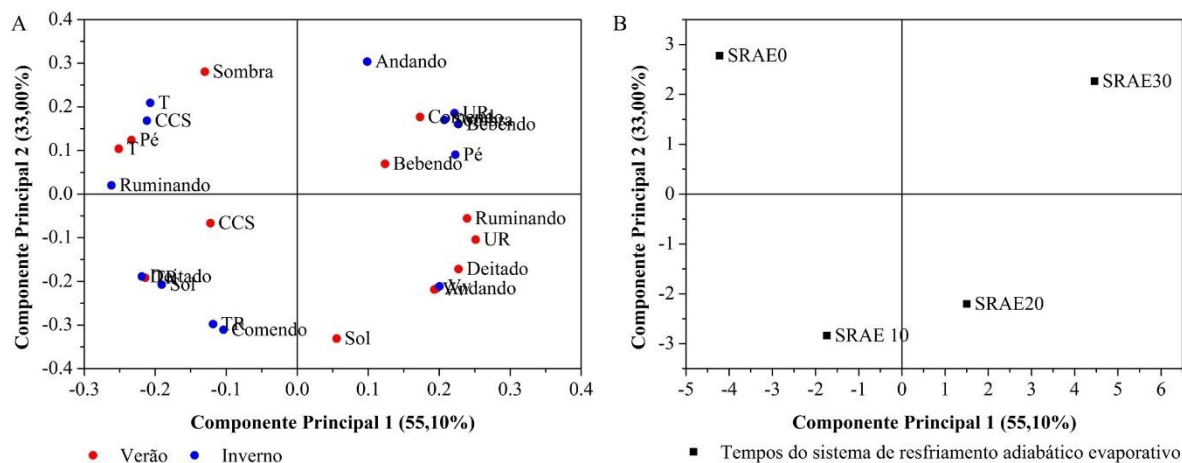 A
0.4
0.3
0.2
0.1
0.0
-0.1
-0.2
-0.3
-0.4
Componente Principal 2 (33,00%)
Sombra
Andando
T
CCS
Pé
T
Ruminando
UR
Bebendo
Pé
Bebendo
CCS
Ruminando
UR
Deitado
Andando
Deitado
Sol
TR
Comendo
Sol
-0.3
-0.2
-0.1
0.0
0.1
0.2
0.3
0.4
Componente Principal 1 (55,10%)
Verão
Inverno
B
3
2
1
0
-1
-2
-3
Componente Principal 2 (33,00%)
SRAE0
SRAE30
SRAE20
SRAE 10
-5
-4
-3
-2
-1
0
1
2
3
4
5
6
Componente Principal 1 (55,10%)
Tempos do sistema de resfriamento adiabático evaporativo